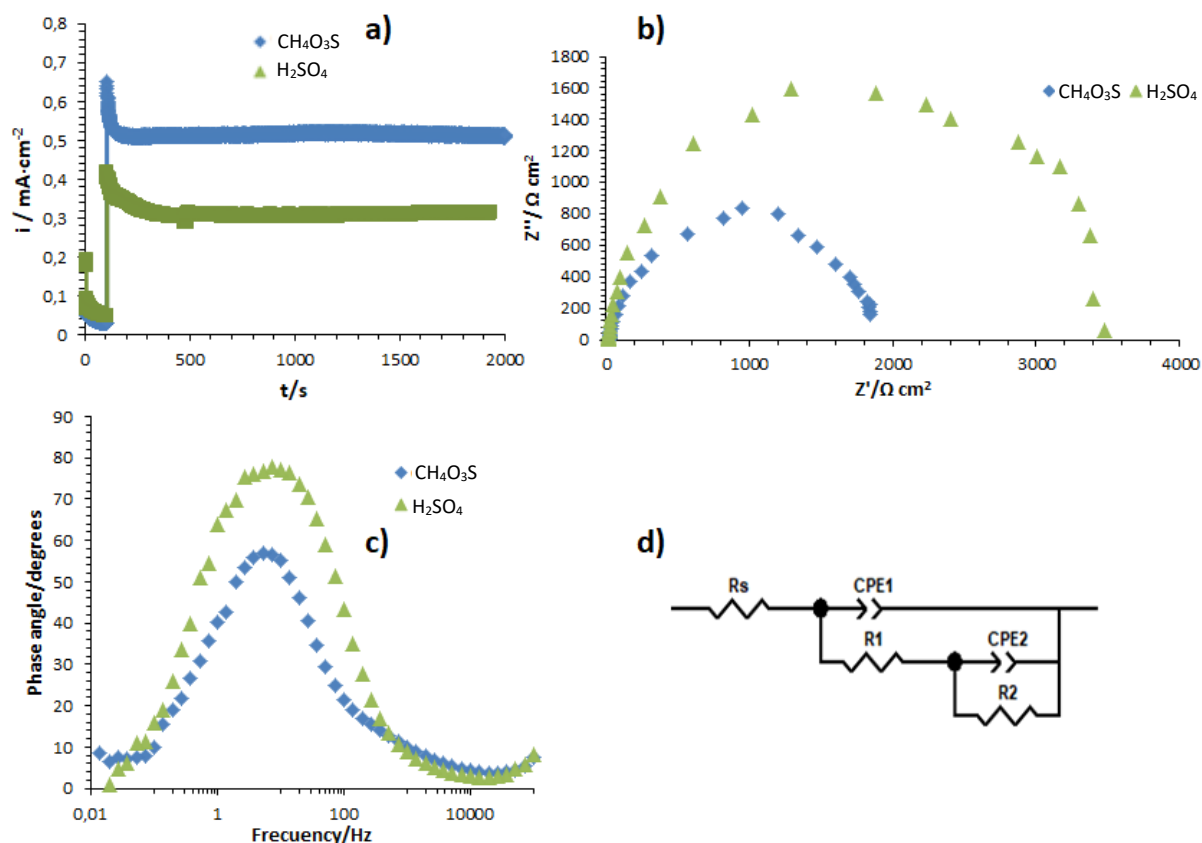 a)
CH₄O₃S
H₂SO₄
0,8
0,7
0,6
0,5
0,4
0,3
0,2
0,1
0
i / mA·cm⁻²
0 500 1000 1500 2000
t/s
b)
CH₄O₃S H₂SO₄
1800
1600
1400
1200
1000
800
600
400
200
0
Z''/Ω cm²
0 1000 2000 3000 4000
Z'/Ω cm²
c)
CH₄O₃S
H₂SO₄
90
80
70
60
50
40
30
20
10
0
Phase angle/degrees
0,01 1 100 10000
Frecuency/Hz
d)
Rs
CPE1
R1
CPE2
R2